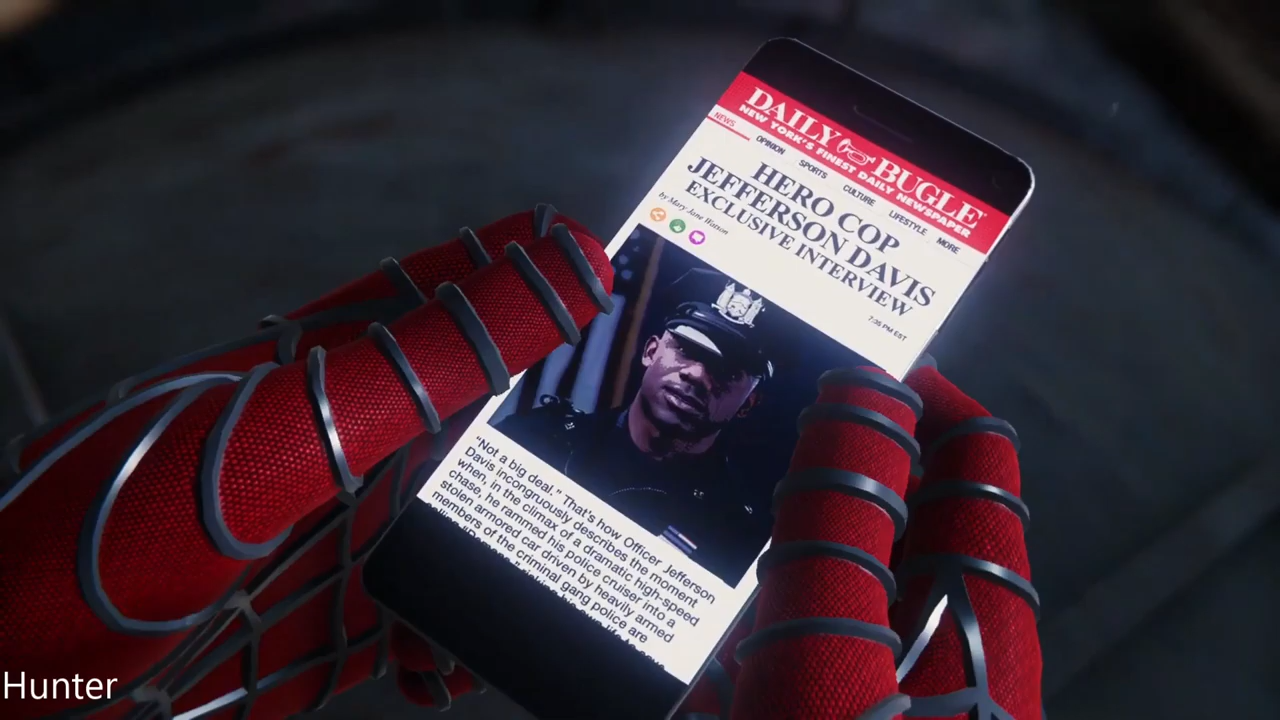 DAILY BUGLE
NEW YORK'S FINEST DAILY NEWSPAPER
NEWS OPINION SPORTS CULTURE LIFESTYLE MORE
HERO COP
JEFFERSON DAVIS
EXCLUSIVE INTERVIEW
by Mary Jane Watson
7:35 PM EST
"Not a big deal." That's how Officer Jefferson
Davis incongruously describes the moment
when, in the climax of a dramatic high-speed
chase, he rammed his police cruiser into a
stolen armored car driven by heavily armed
members of the criminal gang police are
Hunter